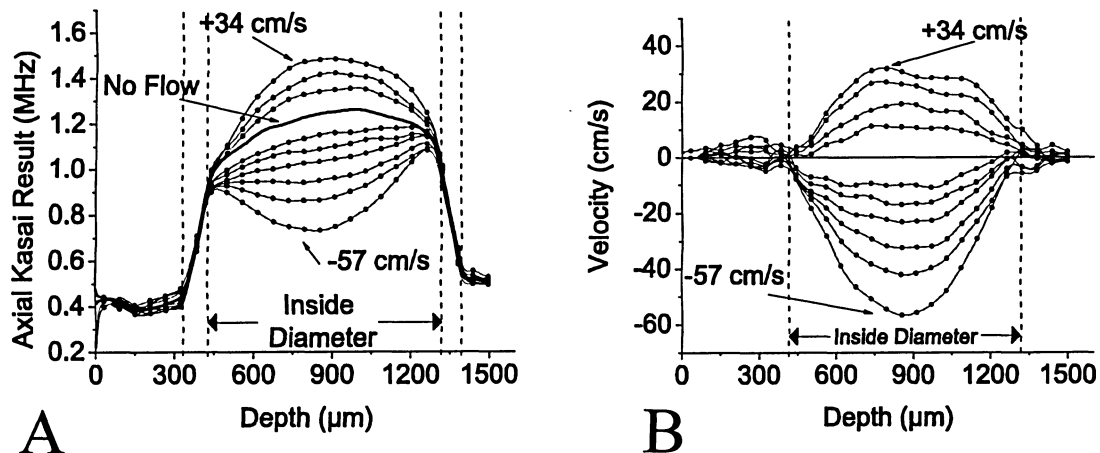 1.6
1.4
1.2
1.0
0.8
0.6
0.4
0.2
Axial Kasai Result (MHz)
+34 cm/s
No Flow
-57 cm/s
Inside
Diameter
0 300 600 900 1200 1500
Depth (µm)
A
40
20
0
-20
-40
-60
Velocity (cm/s)
+34 cm/s
-57 cm/s
Inside Diameter
0 300 600 900 1200 1500
Depth (µm)
B